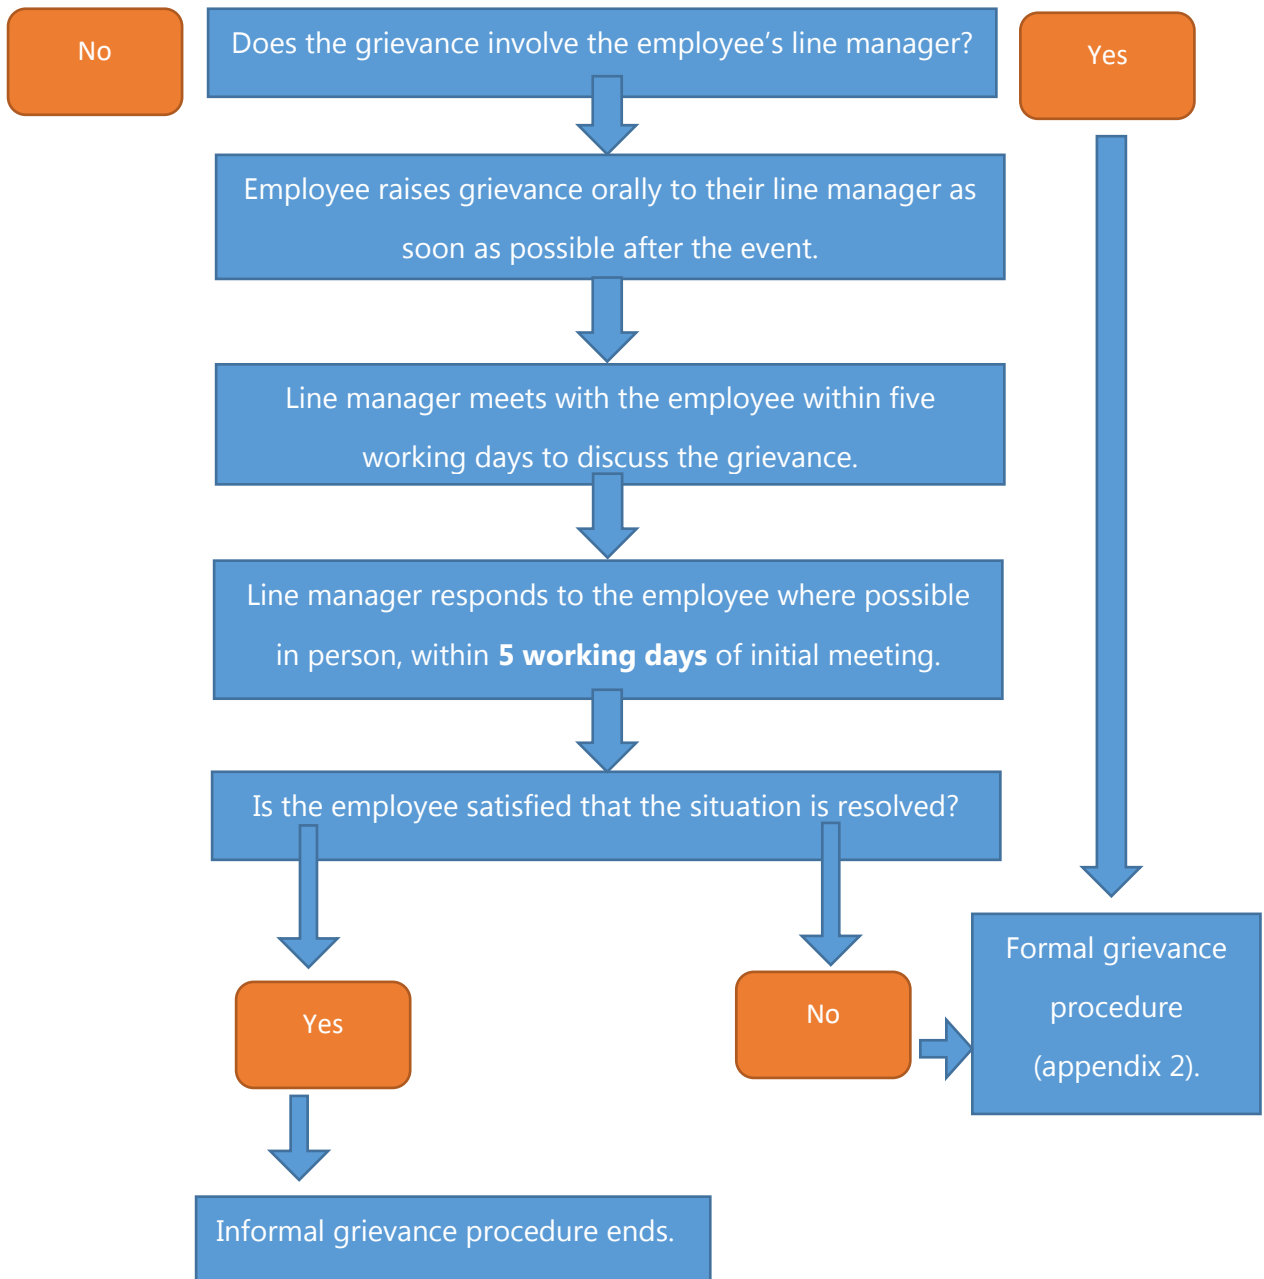 No
Does the grievance involve the employee’s line manager?
Yes
Employee raises grievance orally to their line manager as
soon as possible after the event.
Line manager meets with the employee within five
working days to discuss the grievance.
Line manager responds to the employee where possible
in person, within 5 working days of initial meeting.
Is the employee satisfied that the situation is resolved?
Yes
No
Formal grievance
procedure
(appendix 2).
Informal grievance procedure ends.